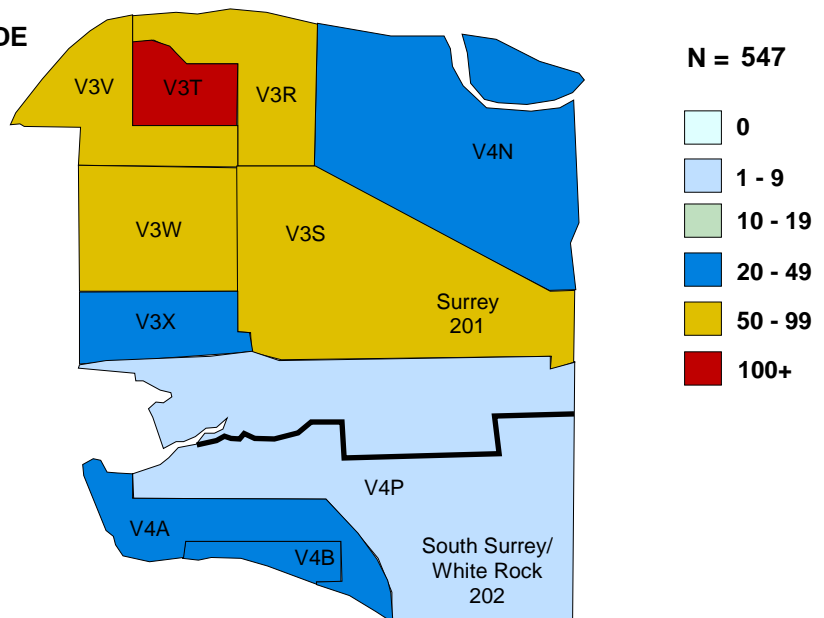 DE
N = 547
V3V
V3T
V3R
V4N
V3W
V3S
V3X
Surrey
201
V4P
V4A
V4B
South Surrey/
White Rock
202
0
1 - 9
10 - 19
20 - 49
50 - 99
100+